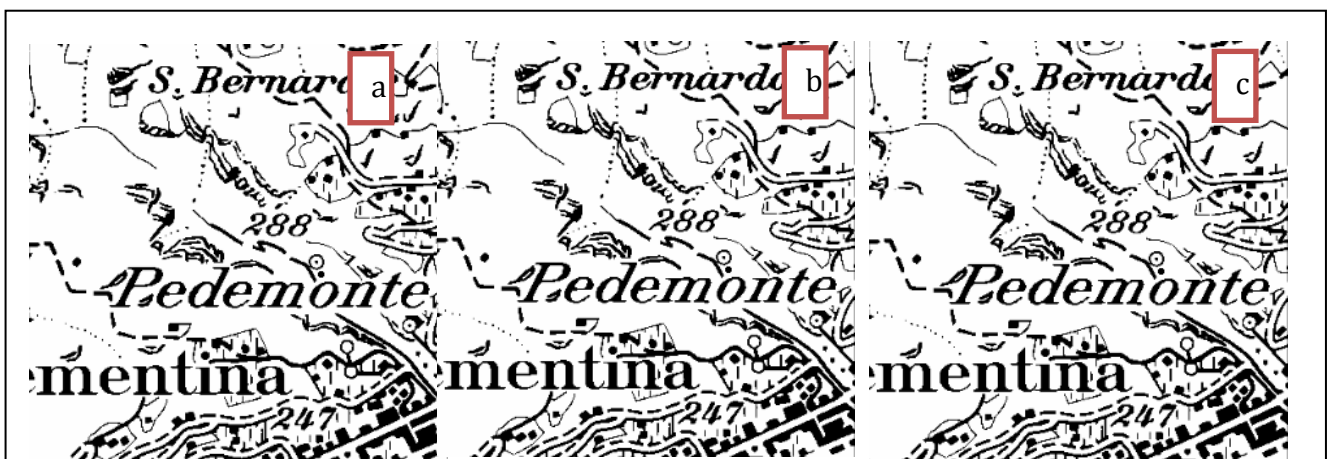 a
S. Bernard
288
Pedemonte
mentina
247
b
S. Bernardo
288
Pedemonte
mentina
247
c
S. Bernardo
288
Pedemonte
mentina
247